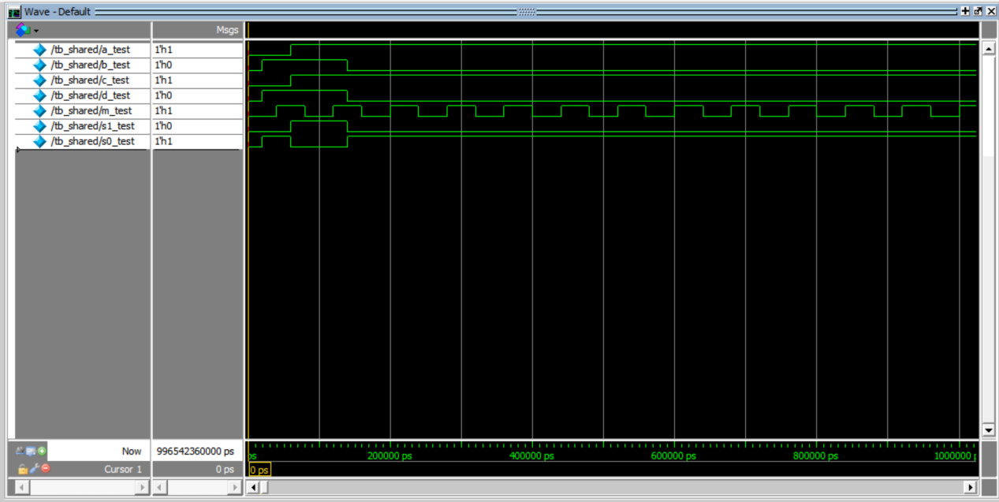 Wave - Default
Msgs
/tb_shared/a_test 1'h1
/tb_shared/b_test 1'h0
/tb_shared/c_test 1'h1
/tb_shared/d_test 1'h0
/tb_shared/m_test 1'h1
/tb_shared/s1_test 1'h0
/tb_shared/s0_test 1'h1
Now 996542360000 ps ps 200000 ps 400000 ps 600000 ps 800000 ps 1000000 p
Cursor 1 0 ps 0 ps